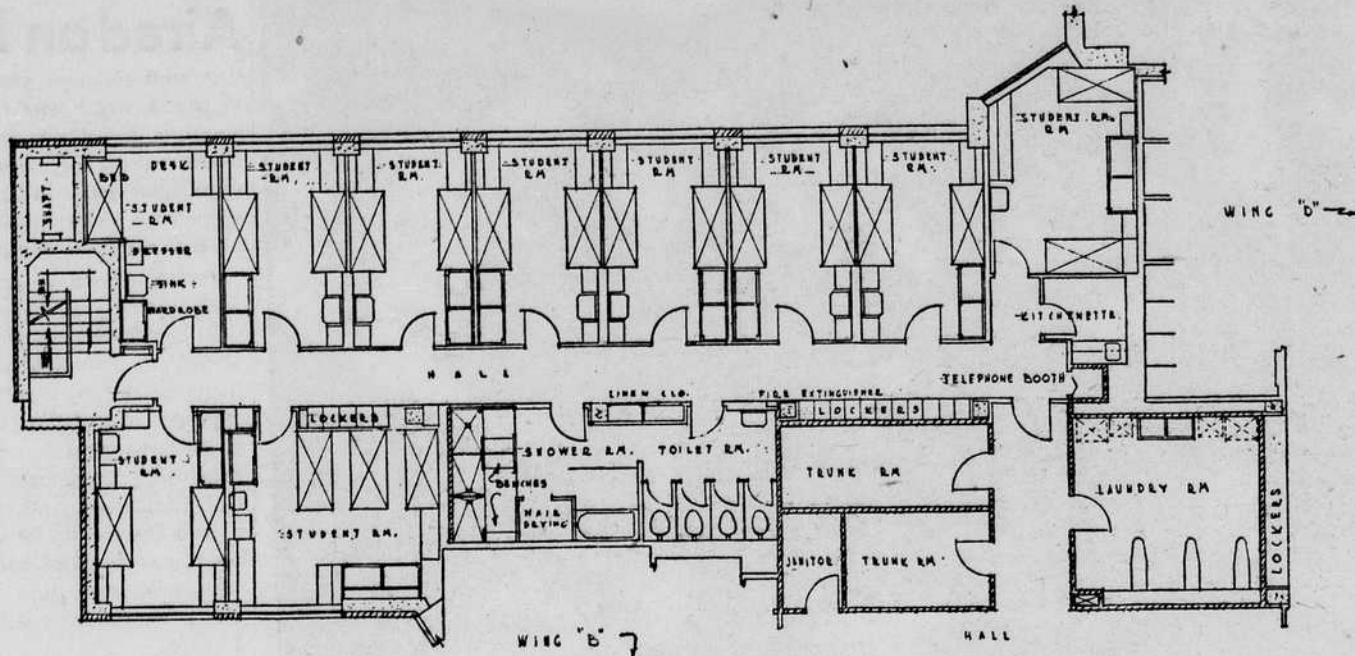 Airedan
STUDENT RM.
RM
SHAFT
BED
DESK
STUDENT
RM
DRESSER
SINK
WARDROBE
STUDENT
RM.
STUDENT
RM.
STUDENT
RM
STUDENT
RM
STUDENT
RM
STUDENT
RM.
WING "D"
KITCHENETTE
HALL
TELEPHONE BOOTH
LINEN CLO.
FIRE EXTINGUISHER
LOCKERS
LOCKERS
STUDENT
RM
SHOWER RM.
TOILET RM.
BENCHES
HAIR
DRYING
TRUNK RM
LAUNDRY RM
LOCKERS
STUDENT RM.
JANITOR
TRUNK RM
WING "B"
HALL